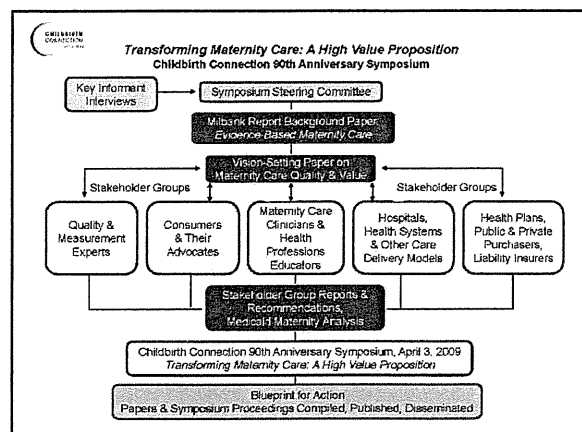 CHILDBIRTH
CONNECTION
Transforming Maternity Care: A High Value Proposition
Childbirth Connection 90th Anniversary Symposium
Key Informant
Interviews
Symposium Steering Committee
Milbank Report Background Paper
Evidence-Based Maternity Care
Vision-Setting Paper on
Maternity Care Quality & Value
Stakeholder Groups
Stakeholder Groups
Quality &
Measurement
Experts
Consumers
& Their
Advocates
Maternity Care
Clinicians &
Health
Professions
Educators
Hospitals,
Health Systems
& Other Care
Delivery Models
Health Plans,
Public & Private
Purchasers,
Liability Insurers
Stakeholder Group Reports &
Recommendations,
Medicaid Maternity Analysis
Childbirth Connection 90th Anniversary Symposium, April 3, 2009
Transforming Maternity Care: A High Value Proposition
Blueprint for Action
Papers & Symposium Proceedings Compiled, Published, Disseminated